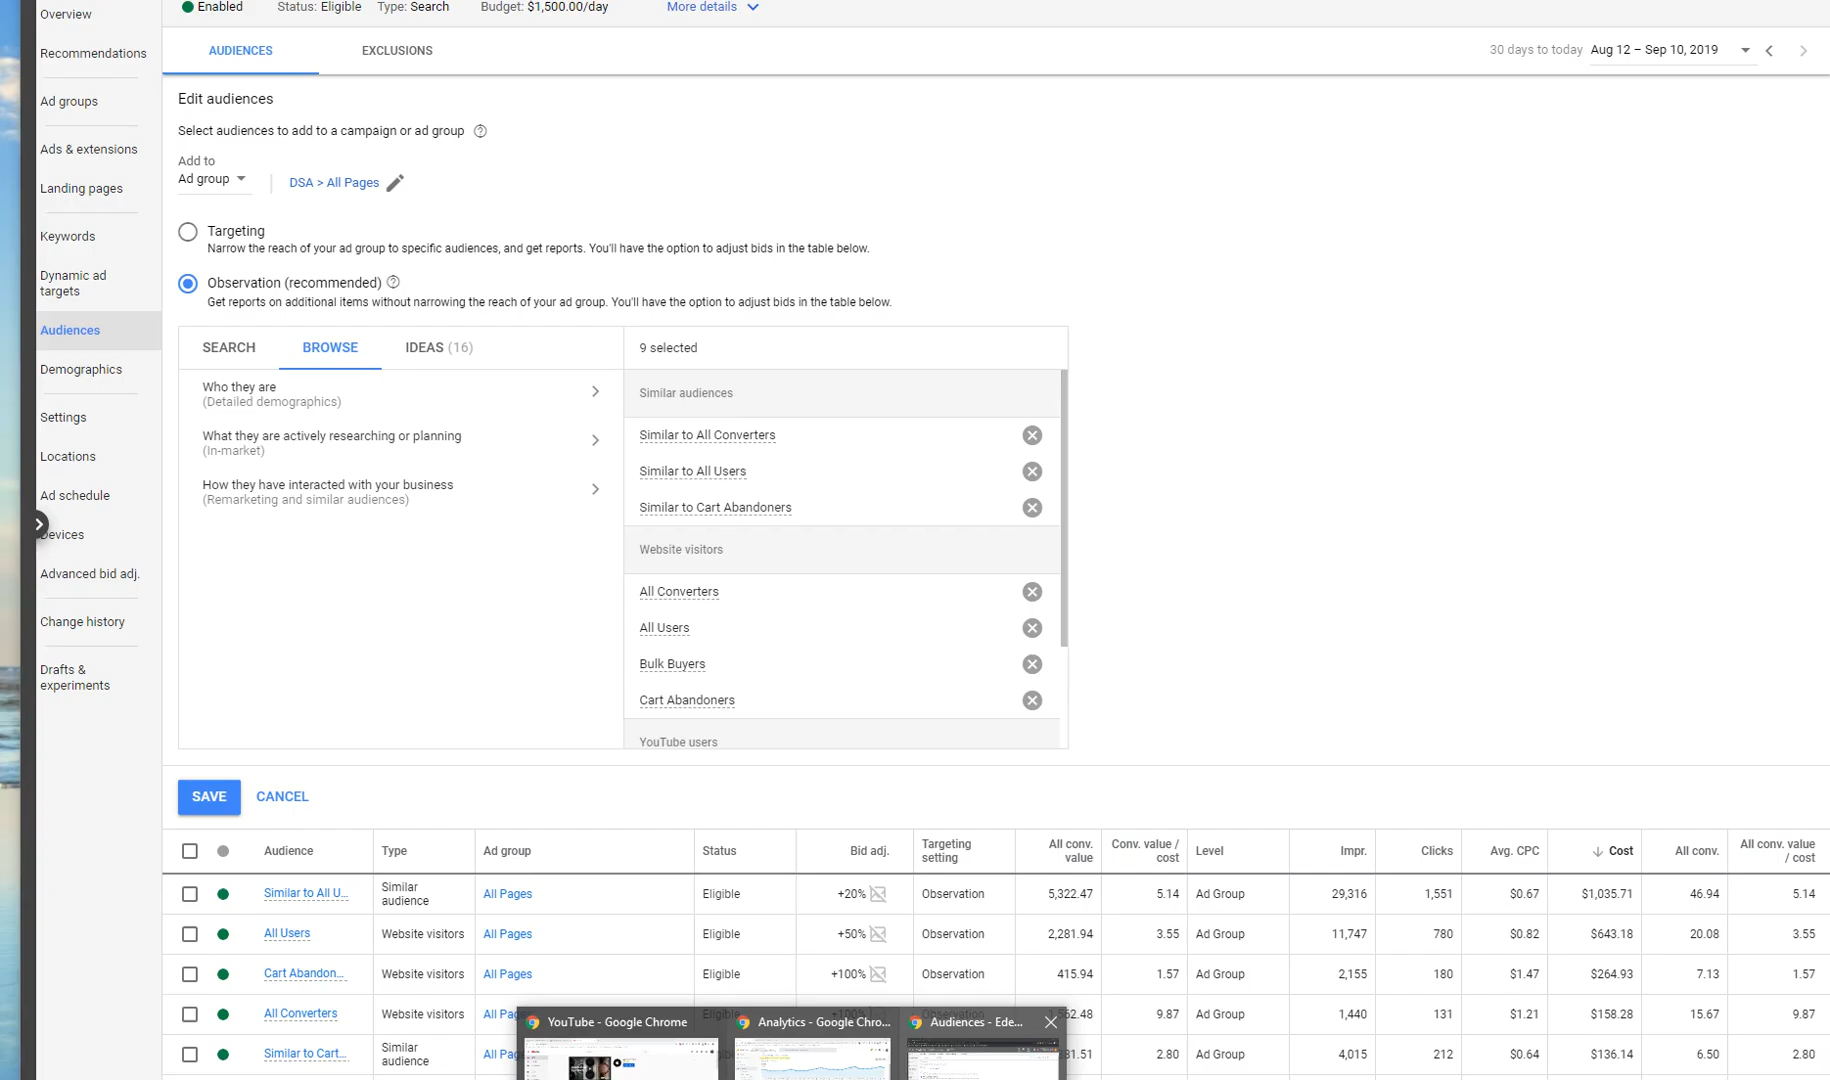 Overview
Recommendations
Ad groups
Ads & extensions
Landing pages
Keywords
Dynamic ad
targets
Audiences
Demographics
Settings
Locations
Ad schedule
Devices
Advanced bid adj.
Change history
Drafts &
experiments
Enabled Status: Eligible Type: Search Budget: $1,500.00/day More details
AUDIENCES EXCLUSIONS 30 days to today Aug 12 – Sep 10, 2019
Edit audiences
Select audiences to add to a campaign or ad group
Add to
Ad group DSA > All Pages
Targeting
Narrow the reach of your ad group to specific audiences, and get reports. You'll have the option to adjust bids in the table below.
Observation (recommended)
Get reports on additional items without narrowing the reach of your ad group. You'll have the option to adjust bids in the table below.
SEARCH BROWSE IDEAS (16)
Who they are
(Detailed demographics)
What they are actively researching or planning
(In-market)
How they have interacted with your business
(Remarketing and similar audiences)
9 selected
Similar audiences
Similar to All Converters
Similar to All Users
Similar to Cart Abandoners
Website visitors
All Converters
All Users
Bulk Buyers
Cart Abandoners
YouTube users
SAVE CANCEL
Audience Type Ad group Status Bid adj. Targeting setting All conv. value Conv. value / cost Level Impr. Clicks Avg. CPC Cost All conv. All conv. value / cost
Similar to All U... Similar audience All Pages Eligible +20% Observation 5,322.47 5.14 Ad Group 29,316 1,551 $0.67 $1,035.71 46.94 5.14
All Users Website visitors All Pages Eligible +50% Observation 2,281.94 3.55 Ad Group 11,747 780 $0.82 $643.18 20.08 3.55
Cart Abandon... Website visitors All Pages Eligible +100% Observation 415.94 1.57 Ad Group 2,155 180 $1.47 $264.93 7.13 1.57
All Converters Website visitors All 9.87 Ad Group 1,440 131 $1.21 $158.28 15.67 9.87
Similar to Cart... Similar audience All 2.80 Ad Group 4,015 212 $0.64 $136.14 6.50 2.80
YouTube - Google Chrome Analytics - Google Chro... Audiences - Ede...